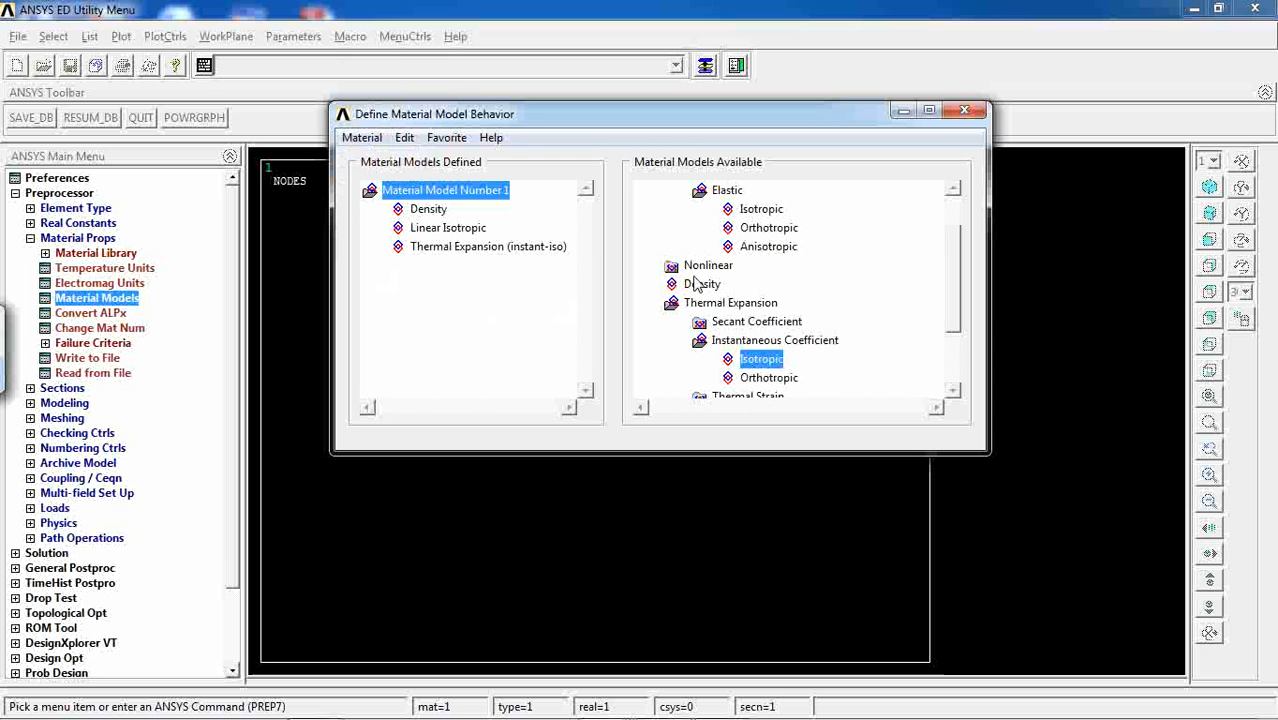 ANSYS ED Utility Menu
File Select List Plot PlotCtrls WorkPlane Parameters Macro MenuCtrls Help
ANSYS Toolbar
SAVE_DB RESUM_DB QUIT POWRGRPH
ANSYS Main Menu
Preferences
Preprocessor
Element Type
Real Constants
Material Props
Material Library
Temperature Units
Electromag Units
Material Models
Convert ALPx
Change Mat Num
Failure Criteria
Write to File
Read from File
Sections
Modeling
Meshing
Checking Ctrls
Numbering Ctrls
Archive Model
Coupling / Ceqn
Multi-field Set Up
Loads
Physics
Path Operations
Solution
General Postproc
TimeHist Postpro
Drop Test
Topological Opt
ROM Tool
DesignXplorer VT
Design Opt
Prob Design
1
NODES
Define Material Model Behavior
Material Edit Favorite Help
Material Models Defined
Material Model Number 1
Density
Linear Isotropic
Thermal Expansion (instant-iso)
Material Models Available
Elastic
Isotropic
Orthotropic
Anisotropic
Nonlinear
Density
Thermal Expansion
Secant Coefficient
Instantaneous Coefficient
Isotropic
Orthotropic
Thermal Strain
1
Pick a menu item or enter an ANSYS Command (PREP7) mat=1 type=1 real=1 csys=0 secn=1